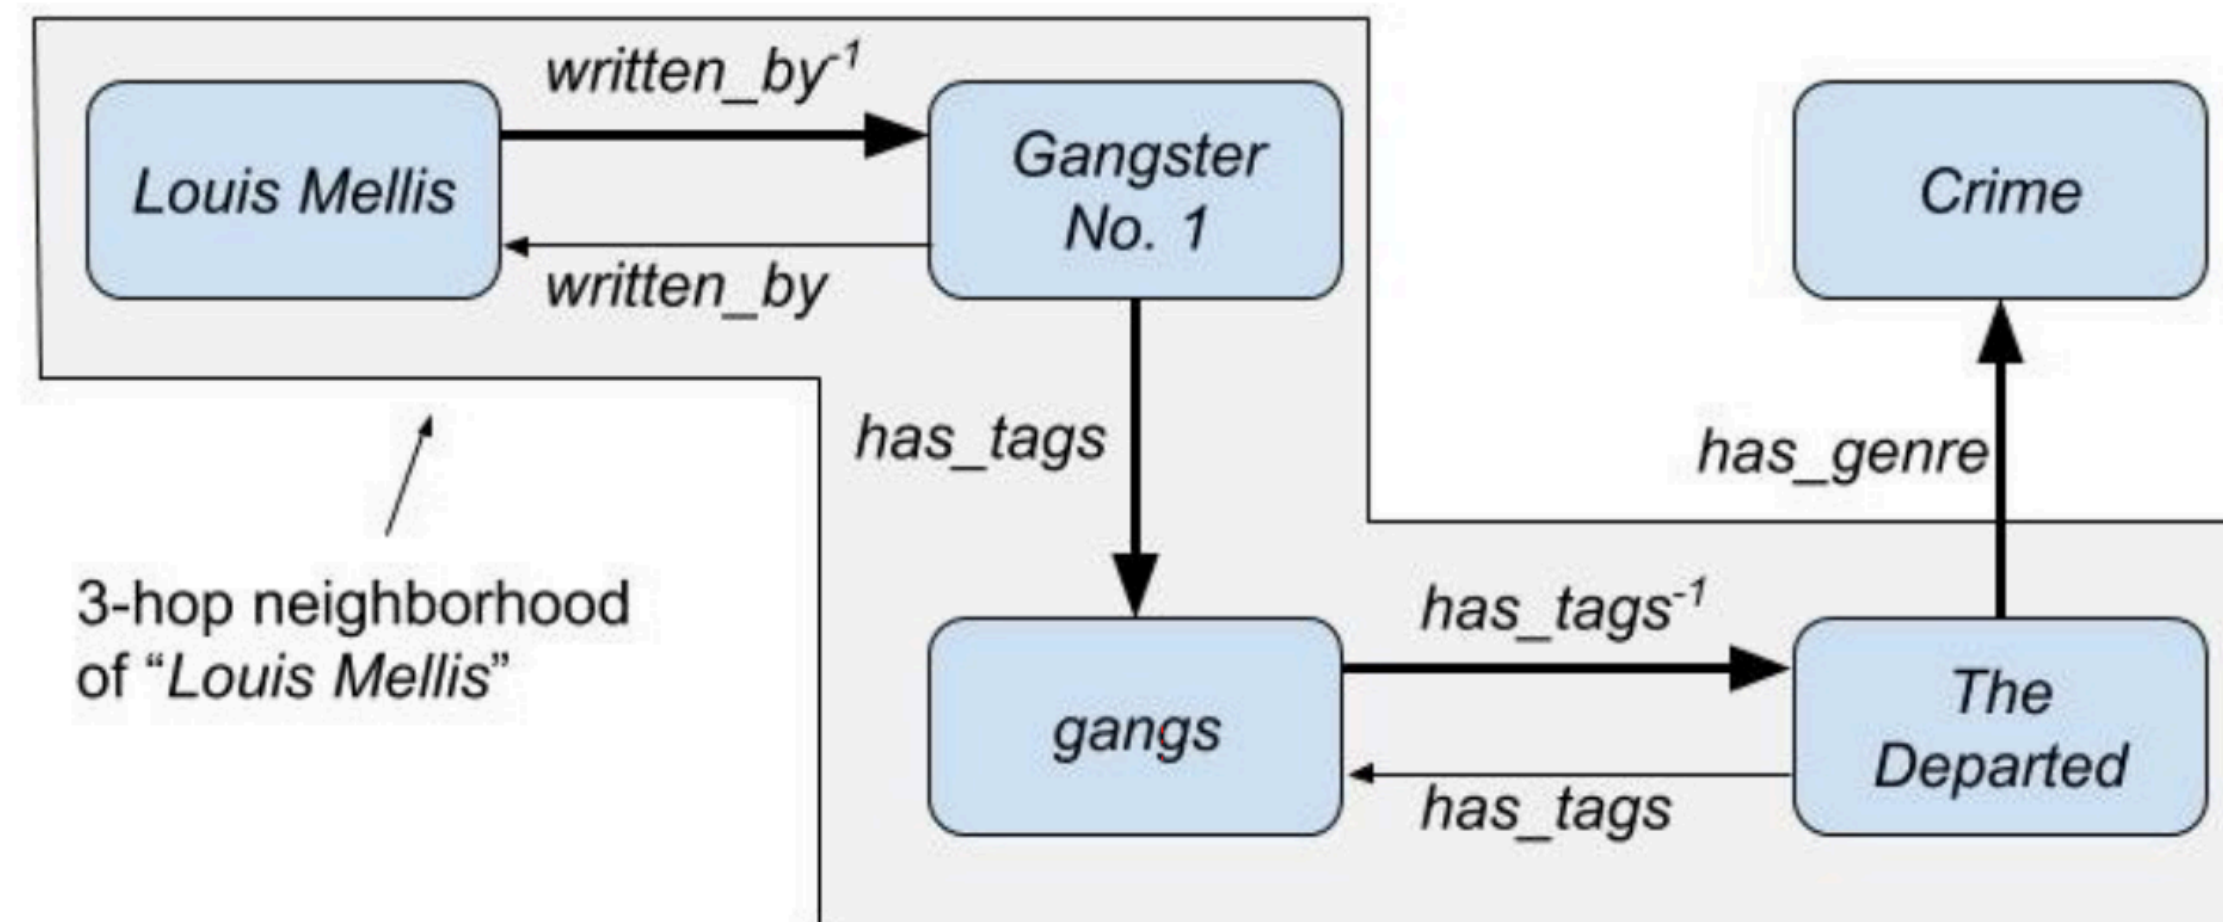 written_by⁻¹
Louis Mellis
Gangster
No. 1
written_by
Crime
has_tags
has_genre
3-hop neighborhood
of “Louis Mellis”
has_tags⁻¹
gangs
The
Departed
has_tags